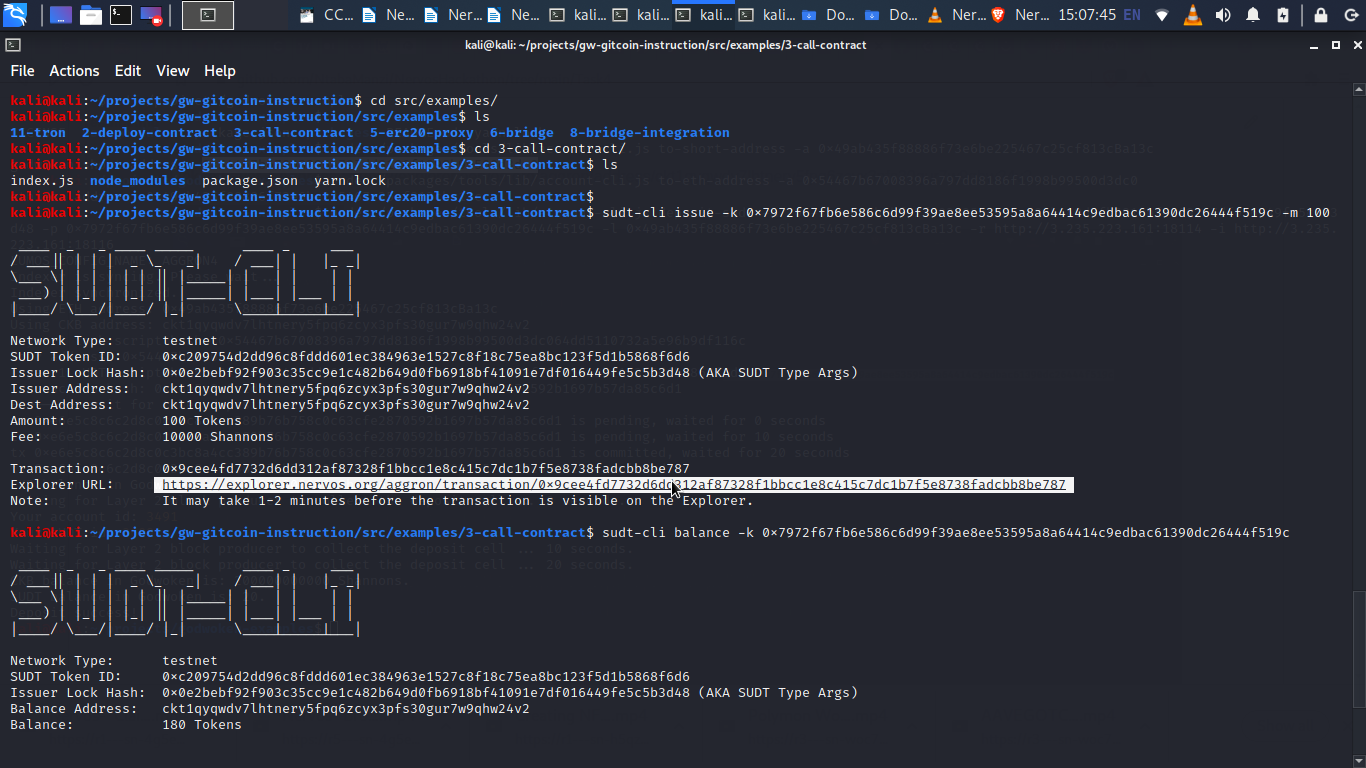 CC... Ne... Ner... Ne... kali... kali... kali... kali... Do... Do... Ner... Ner... 15:07:45 EN
kali@kali: ~/projects/gw-gitcoin-instruction/src/examples/3-call-contract
File Actions Edit View Help
kali@kali:~/projects/gw-gitcoin-instruction$ cd src/examples/
kali@kali:~/projects/gw-gitcoin-instruction/src/examples$ ls
11-tron 2-deploy-contract 3-call-contract 5-erc20-proxy 6-bridge 8-bridge-integration
kali@kali:~/projects/gw-gitcoin-instruction/src/examples$ cd 3-call-contract/
kali@kali:~/projects/gw-gitcoin-instruction/src/examples/3-call-contract$ ls
index.js node_modules package.json yarn.lock
kali@kali:~/projects/gw-gitcoin-instruction/src/examples/3-call-contract$
kali@kali:~/projects/gw-gitcoin-instruction/src/examples/3-call-contract$ sudt-cli issue -k 0×7972f67fb6e586c6d99f39ae8ee53595a8a64414c9edbac61390dc26444f519c -m 100
SUDT-CLI
Network Type: testnet
SUDT Token ID: 0×c209754d2dd96c8fddd601ec384963e1527c8f18c75ea8bc123f5d1b5868f6d6
Issuer Lock Hash: 0×0e2bebf92f903c35cc9e1c482b649d0fb6918bf41091e7df016449fe5c5b3d48 (AKA SUDT Type Args)
Issuer Address: ckt1qyqwdv7lhtnery5fpq6zcyx3pfs30gur7w9qhw24v2
Dest Address: ckt1qyqwdv7lhtnery5fpq6zcyx3pfs30gur7w9qhw24v2
Amount: 100 Tokens
Fee: 10000 Shannons
Transaction: 0×9cee4fd7732d6dd312af87328f1bbcc1e8c415c7dc1b7f5e8738fadcbb8be787
Explorer URL: https://explorer.nervos.org/aggron/transaction/0×9cee4fd7732d6dd312af87328f1bbcc1e8c415c7dc1b7f5e8738fadcbb8be787
Note: It may take 1-2 minutes before the transaction is visible on the Explorer.
kali@kali:~/projects/gw-gitcoin-instruction/src/examples/3-call-contract$ sudt-cli balance -k 0×7972f67fb6e586c6d99f39ae8ee53595a8a64414c9edbac61390dc26444f519c
SUDT-CLI
Network Type: testnet
SUDT Token ID: 0×c209754d2dd96c8fddd601ec384963e1527c8f18c75ea8bc123f5d1b5868f6d6
Issuer Lock Hash: 0×0e2bebf92f903c35cc9e1c482b649d0fb6918bf41091e7df016449fe5c5b3d48 (AKA SUDT Type Args)
Balance Address: ckt1qyqwdv7lhtnery5fpq6zcyx3pfs30gur7w9qhw24v2
Balance: 180 Tokens